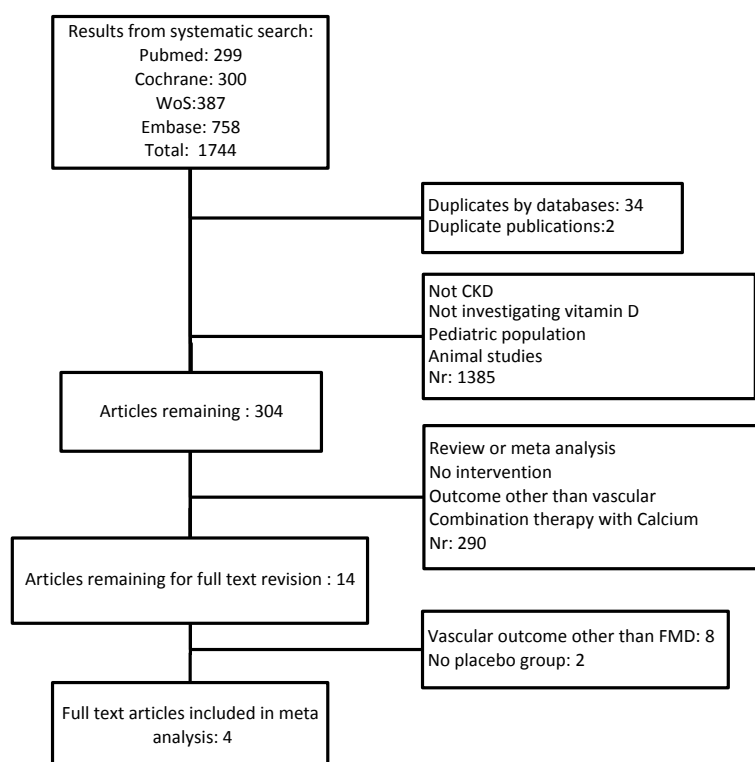 Results from systematic search:
Pubmed: 299
Cochrane: 300
WoS:387
Embase: 758
Total: 1744
Duplicates by databases: 34
Duplicate publications:2
Not CKD
Not investigating vitamin D
Pediatric population
Animal studies
Nr: 1385
Articles remaining : 304
Review or meta analysis
No intervention
Outcome other than vascular
Combination therapy with Calcium
Nr: 290
Articles remaining for full text revision : 14
Vascular outcome other than FMD: 8
No placebo group: 2
Full text articles included in meta
analysis: 4